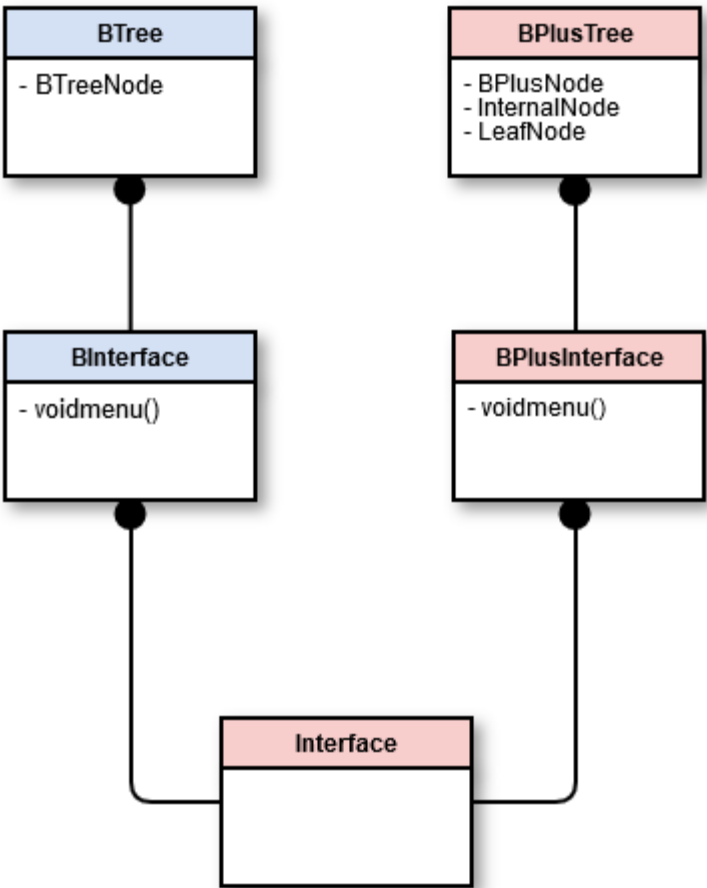 BTree
- BTreeNode
BPlusTree
- BPlusNode
- InternalNode
- LeafNode
BInterface
- voidmenu()
BPlusInterface
- voidmenu()
Interface